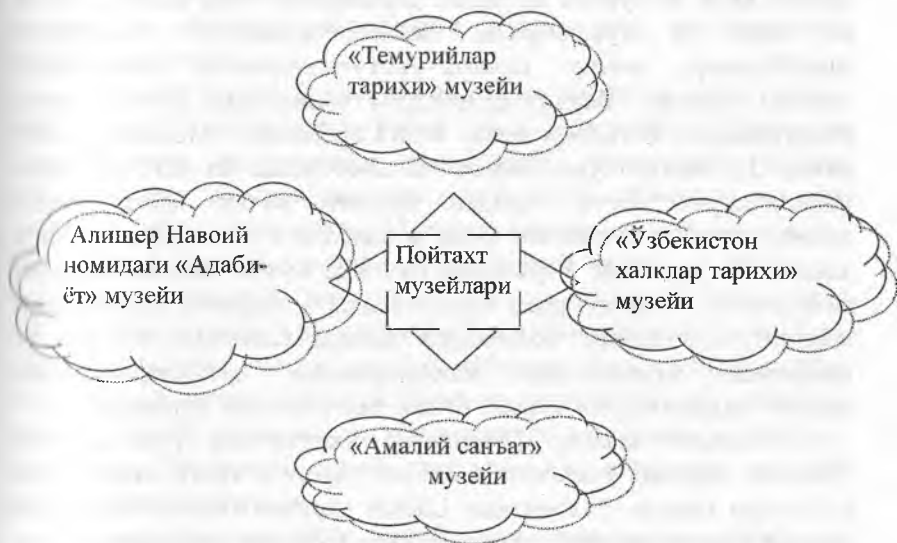 «Темурийлар
тарихи» музейи
Алишер Навоий
номидаги «Адаби-
ёт» музейи
Пойтахт
музейлари
«Ўзбекистон
халклар тарихи»
музейи
«Амалий санъат»
музейи